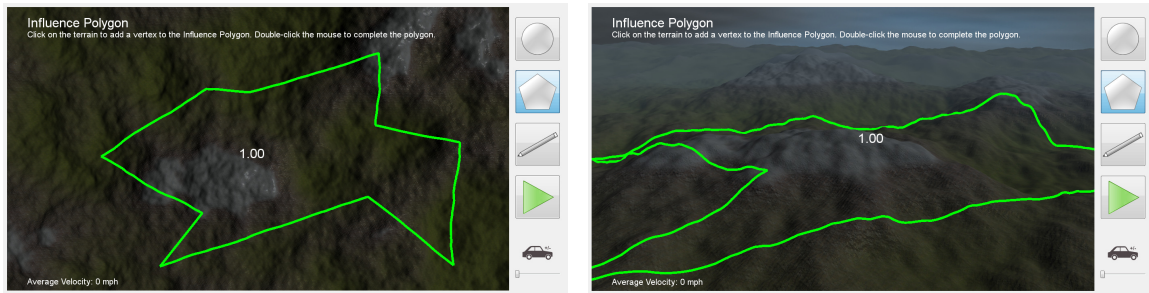 Influence Polygon
Click on the terrain to add a vertex to the Influence Polygon. Double-click the mouse to complete the polygon.
1.00
Average Velocity: 0 mph
+/-
Influence Polygon
Click on the terrain to add a vertex to the Influence Polygon. Double-click the mouse to complete the polygon.
1.00
Average Velocity: 0 mph
+/-